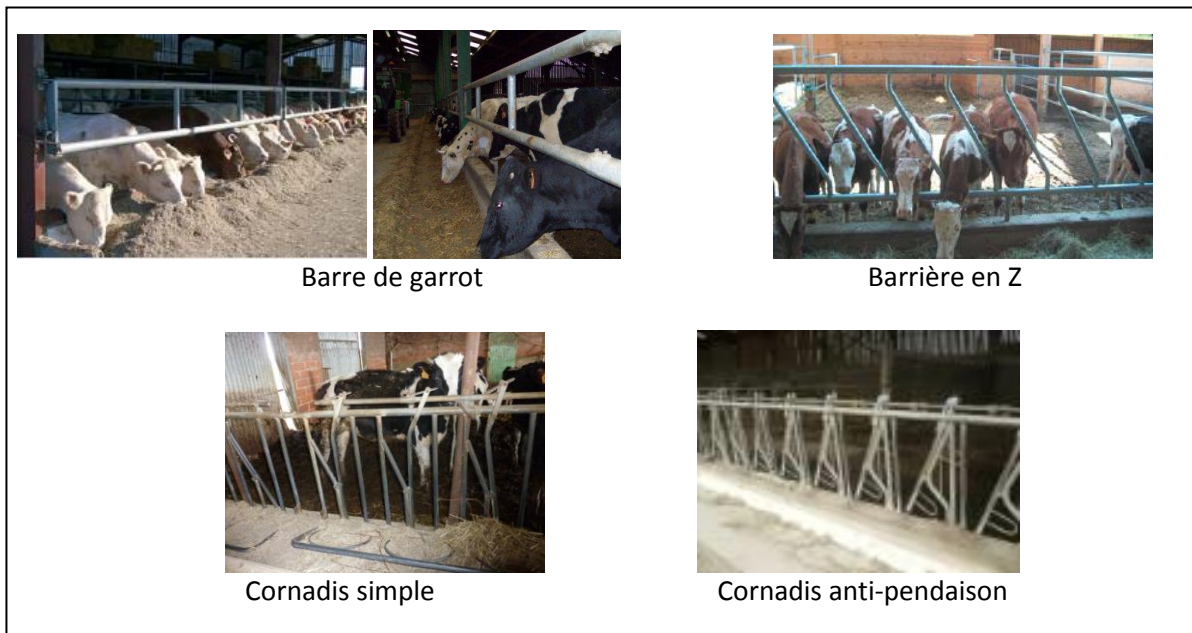 Barre de garrot
Barrière en Z
Cornadis simple
Cornadis anti-pendaison